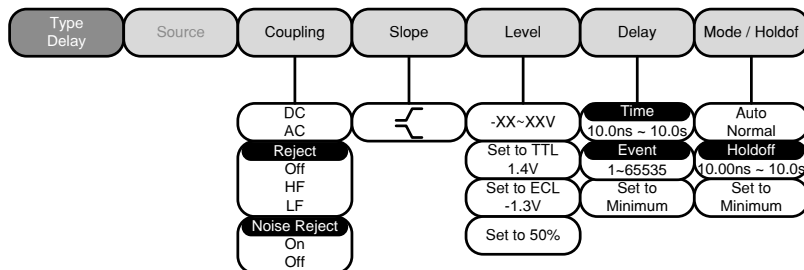 Type
Delay
Source
Coupling
Slope
Level
Delay
Mode / Holdof
DC
AC
Reject
Off
HF
LF
Noise Reject
On
Off
-XX~XXV
Set to TTL
1.4V
Set to ECL
-1.3V
Set to 50%
Time
10.0ns ~ 10.0s
Event
1~65535
Set to
Minimum
Auto
Normal
Holdoff
10.00ns ~ 10.0s
Set to
Minimum